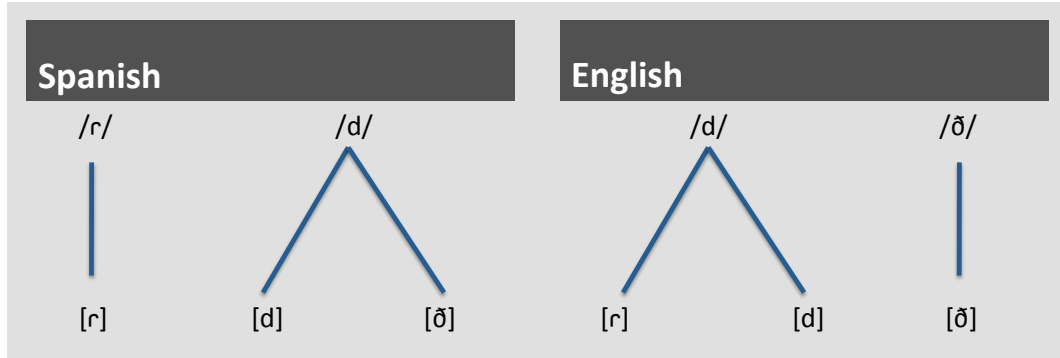 Spanish English
/ɾ/ /d/ /d/ /ð/
[ɾ] [d] [ð] [ɾ] [d] [ð]